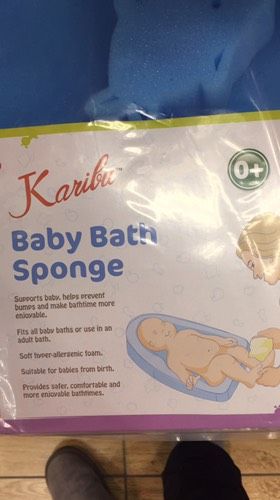 Karibu™
0+
Baby Bath
Sponge
Supports baby, helps prevent
bumps and make bathtime more
enjoyable.
Fits all baby baths or use in an
adult bath.
Soft hyper-allergenic foam.
Suitable for babies from birth.
Provides safer, comfortable and
more enjoyable bathtimes.